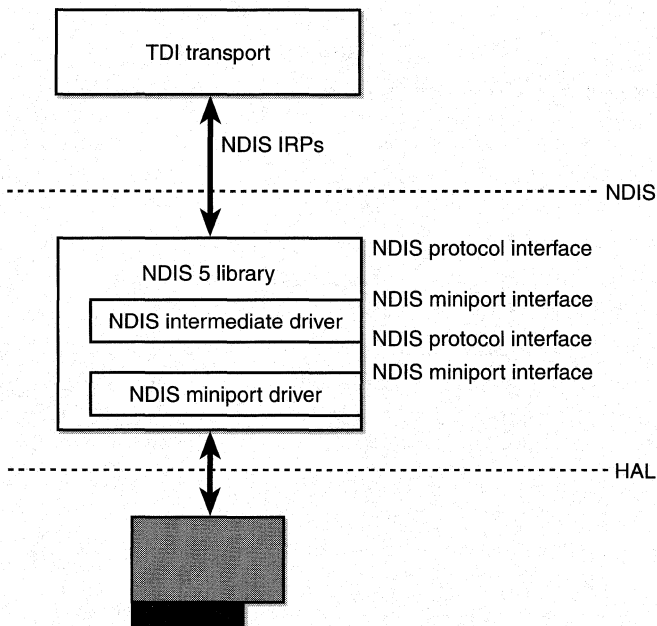 TDI transport
NDIS IRPs
NDIS
NDIS protocol interface
NDIS 5 library
NDIS miniport interface
NDIS intermediate driver
NDIS protocol interface
NDIS miniport interface
NDIS miniport driver
HAL